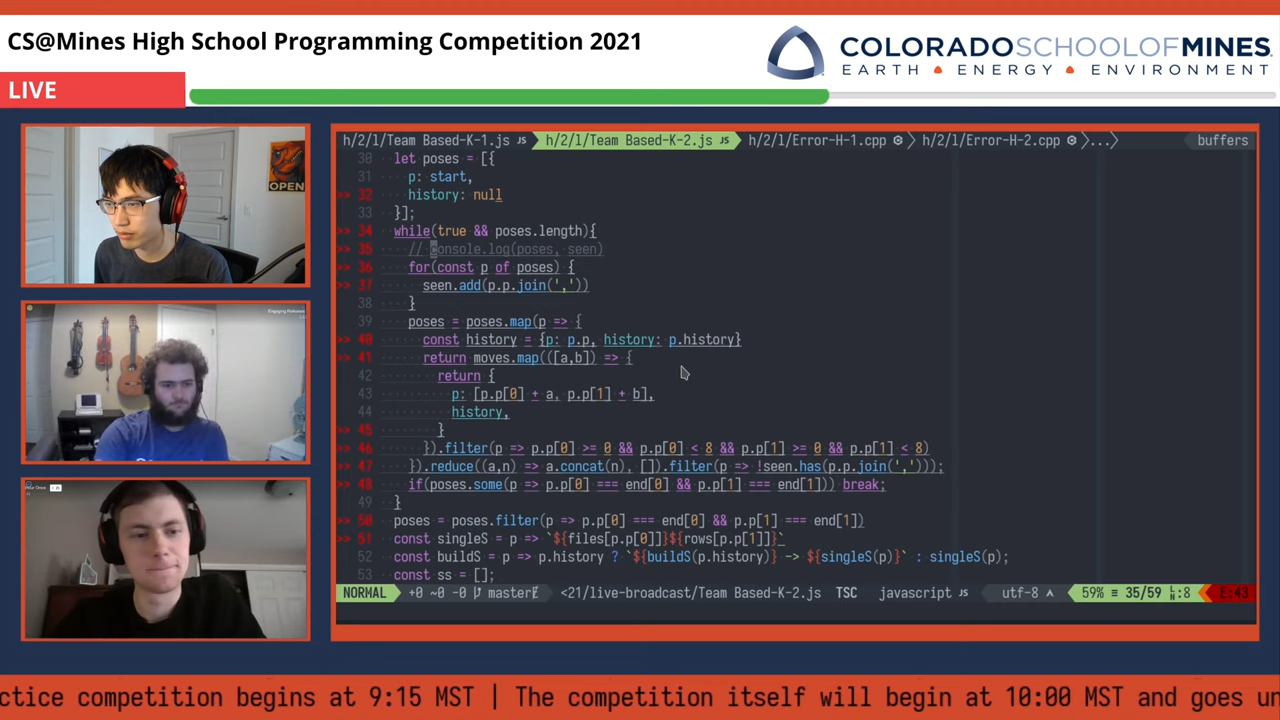 CS@Mines High School Programming Competition 2021
COLORADOSCHOOLOFMINES
EARTH • ENERGY • ENVIRONMENT
LIVE
OPEN
h/2/l/Team Based-K-1.js JS h/2/l/Team Based-K-2.js JS h/2/l/Error-H-1.cpp h/2/l/Error-H-2.cpp ... buffers
30 let poses = [{
31 p: start,
>> 32 history: null
33 }];
>> 34 while(true && poses.length){
>> 35 // console.log(poses, seen)
>> 36 for(const p of poses) {
>> 37 seen.add(p.p.join(','))
38 }
39 poses = poses.map(p => {
>> 40 const history = {p: p.p, history: p.history}
>> 41 return moves.map(([a,b]) => {
42 return {
43 p: [p.p[0] + a, p.p[1] + b],
44 history,
>> 45 }
>> 46 }).filter(p => p.p[0] >= 0 && p.p[0] < 8 && p.p[1] >= 0 && p.p[1] < 8)
>> 47 }).reduce((a,n) => a.concat(n), []).filter(p => !seen.has(p.p.join(',')));
>> 48 if(poses.some(p => p.p[0] === end[0] && p.p[1] === end[1])) break;
49 }
>> 50 poses = poses.filter(p => p.p[0] === end[0] && p.p[1] === end[1])
>> 51 const singleS = p => `${files[p.p[0]]}${rows[p.p[1]]}`
52 const buildS = p => p.history ? `${buildS(p.history)} -> ${singleS(p)}` : singleS(p);
53 const ss = [];
NORMAL +0 ~0 -0 master <21/live-broadcast/Team Based-K-2.js TSC javascript JS utf-8 59% ≡ 35/59 LN:8 E:43
ctice competition begins at 9:15 MST | The competition itself will begin at 10:00 MST and goes un